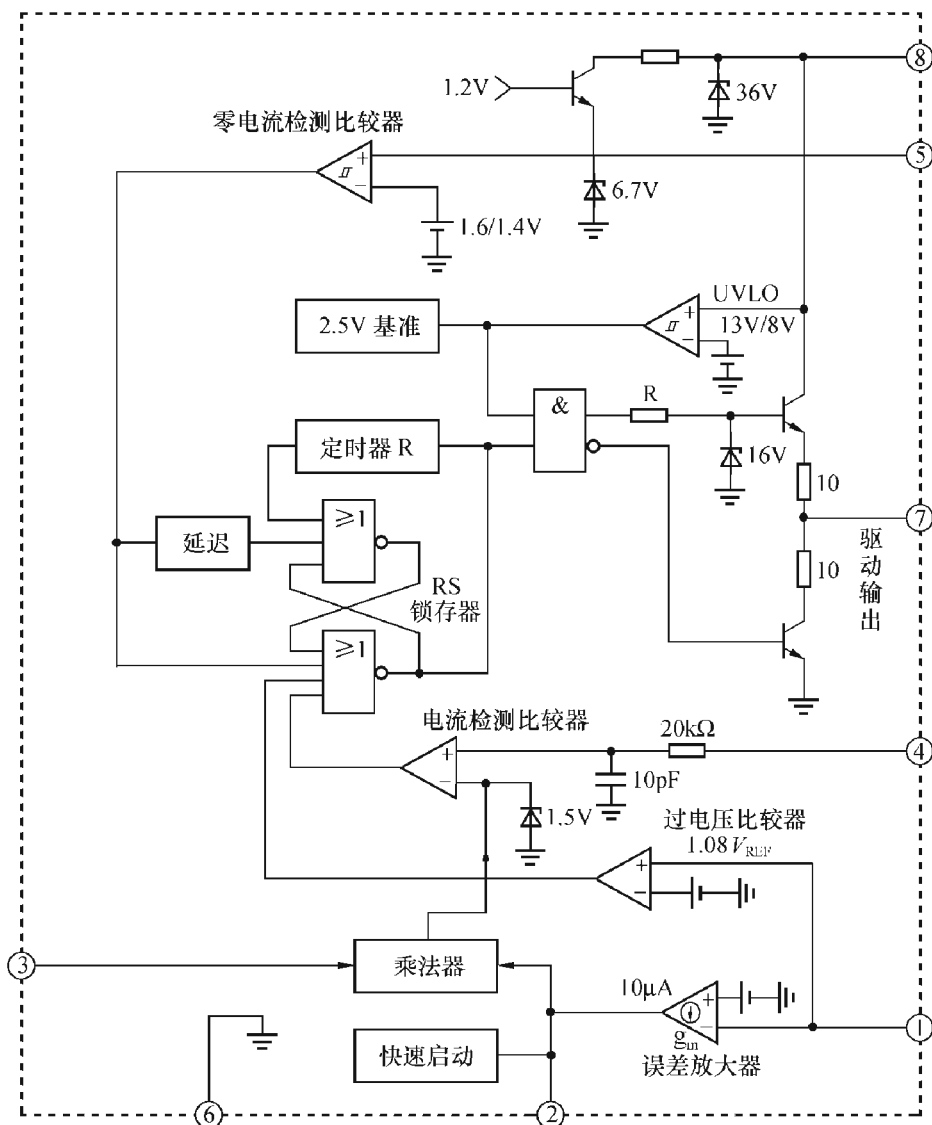 ⑧
1.2V
36V
零电流检测比较器
+
−
⑤
6.7V
1.6/1.4V
UVLO
2.5V 基准
+
−
13V/8V
&
R
定时器 R
16V
10
≥1
⑦
延迟
驱动输出
10
RS
锁存器
≥1
电流检测比较器
20kΩ
+
−
④
10pF
1.5V
过电压比较器
1.08VREF
+
−
③
乘法器
10μA
+
−
①
gm
快速启动
误差放大器
⑥
②